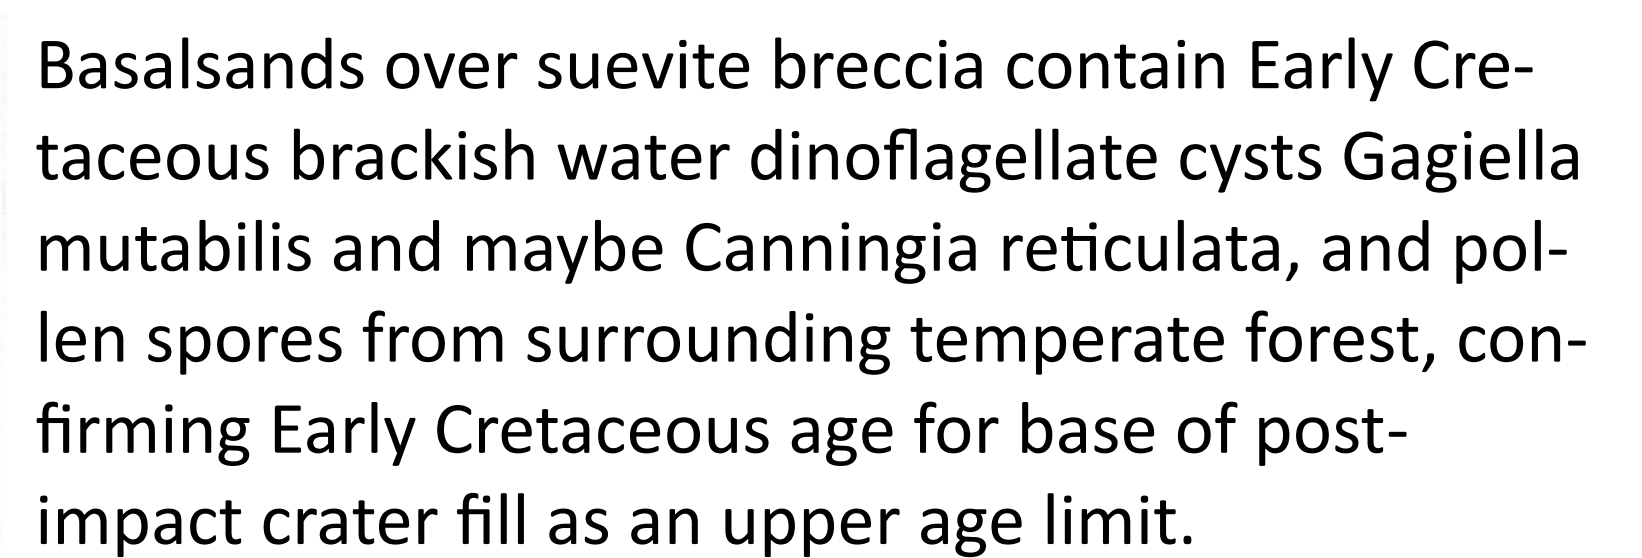 Basalsands over suevite breccia contain Early Cre-
taceous brackish water dinoflagellate cysts Gagiella
mutabilis and maybe Canningia reticulata, and pol-
len spores from surrounding temperate forest, con-
firming Early Cretaceous age for base of post-
impact crater fill as an upper age limit.